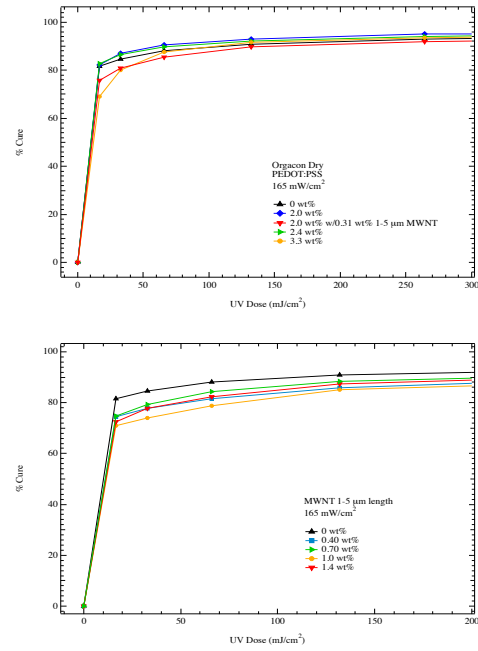 100
80
60
40
20
0
% Cure
Orgacon Dry
PEDOT:PSS
165 mW/cm²
0 wt%
2.0 wt%
2.0 wt% w/0.31 wt% 1-5 µm MWNT
2.4 wt%
3.3 wt%
0 50 100 150 200 250 300
UV Dose (mJ/cm²)
100
80
60
40
20
0
% Cure
MWNT 1-5 µm length
165 mW/cm²
0 wt%
0.40 wt%
0.70 wt%
1.0 wt%
1.4 wt%
0 50 100 150 200
UV Dose (mJ/cm²)